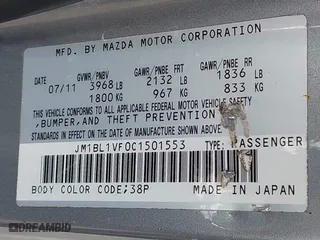 MFD. BY MAZDA MOTOR CORPORATION
GVWR/PNBV GAWR/PNBE FRT GAWR/PNBE RR
07/11 3968 LB 2132 LB 1836 LB
1800 KG 967 KG 833 KG
THIS VEHICLE CONFORMS TO ALL APPLICABLE FEDERAL MOTOR VEHICLE SAFETY
,BUMPER,AND THEFT PREVENTION
STANDARDS IN EFFECT ON THE DATE OF MANUFACTURE SHOWN ABOVE.
JM1BL1VF0C1501553 TYPE: PASSENGER
BODY COLOR CODE;38P MADE IN JAPAN
DREAMBID